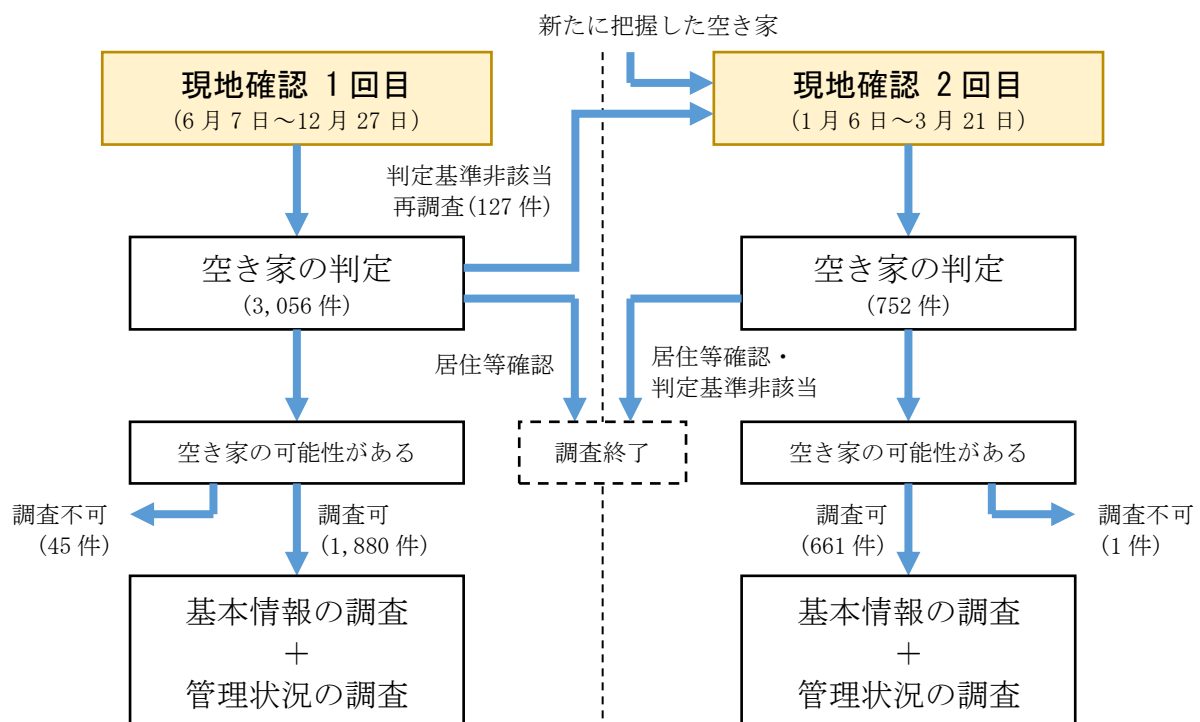 新たに把握した空き家
現地確認 1回目
(6月7日～12月27日)
現地確認 2回目
(1月6日～3月21日)
判定基準非該当
再調査(127件)
空き家の判定
(3,056件)
空き家の判定
(752件)
居住等確認
居住等確認・
判定基準非該当
空き家の可能性がある
調査終了
空き家の可能性がある
調査不可
(45件)
調査可
(1,880件)
調査可
(661件)
調査不可
(1件)
基本情報の調査
＋
管理状況の調査
基本情報の調査
＋
管理状況の調査